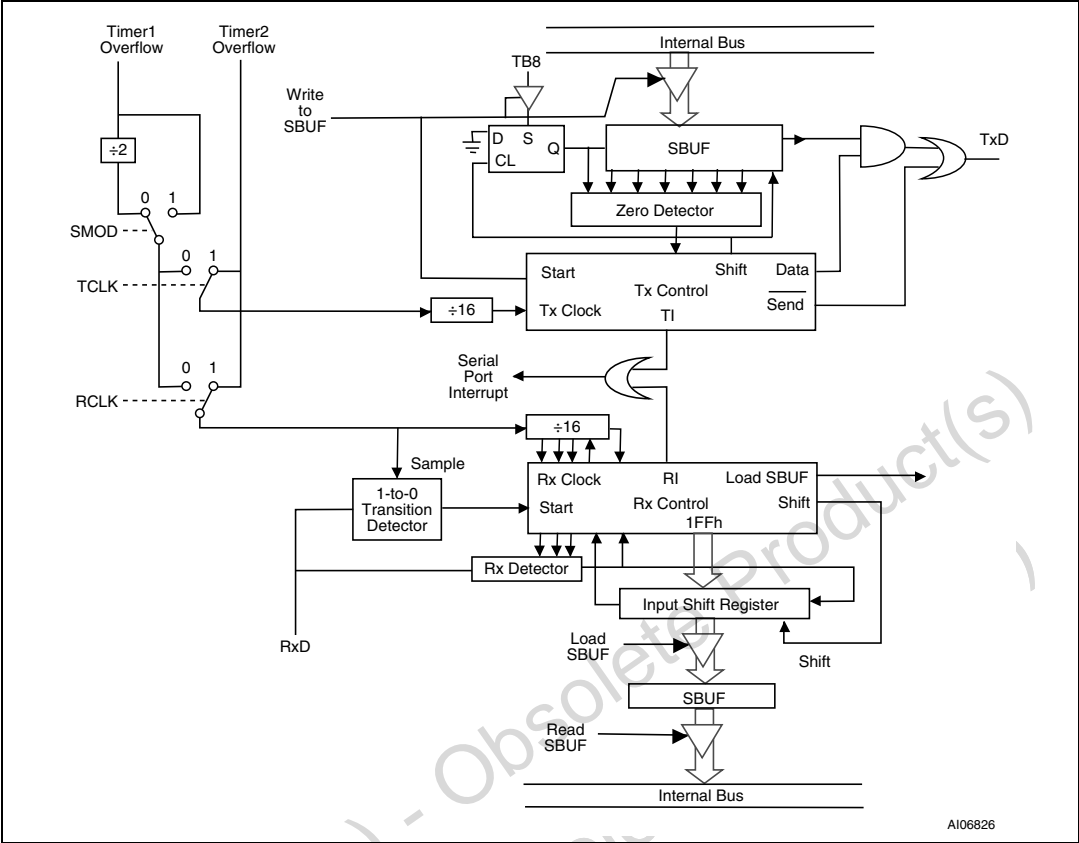 Timer1
Overflow
Timer2
Overflow
Internal Bus
TB8
Write
to
SBUF
÷2
D S
Q
CL
SBUF
TxD
Zero Detector
0 1
SMOD
0 1
TCLK
Start
Shift
Data
Tx Control
Send
Tx Clock
TI
÷16
Serial
Port
Interrupt
0 1
RCLK
÷16
Sample
1-to-0
Transition
Detector
Rx Clock
RI
Load SBUF
Start
Rx Control
Shift
1FFh
Rx Detector
Input Shift Register
RxD
Load
SBUF
Shift
SBUF
Read
SBUF
Internal Bus
AI06826
) - Obsolete Product(s)
)